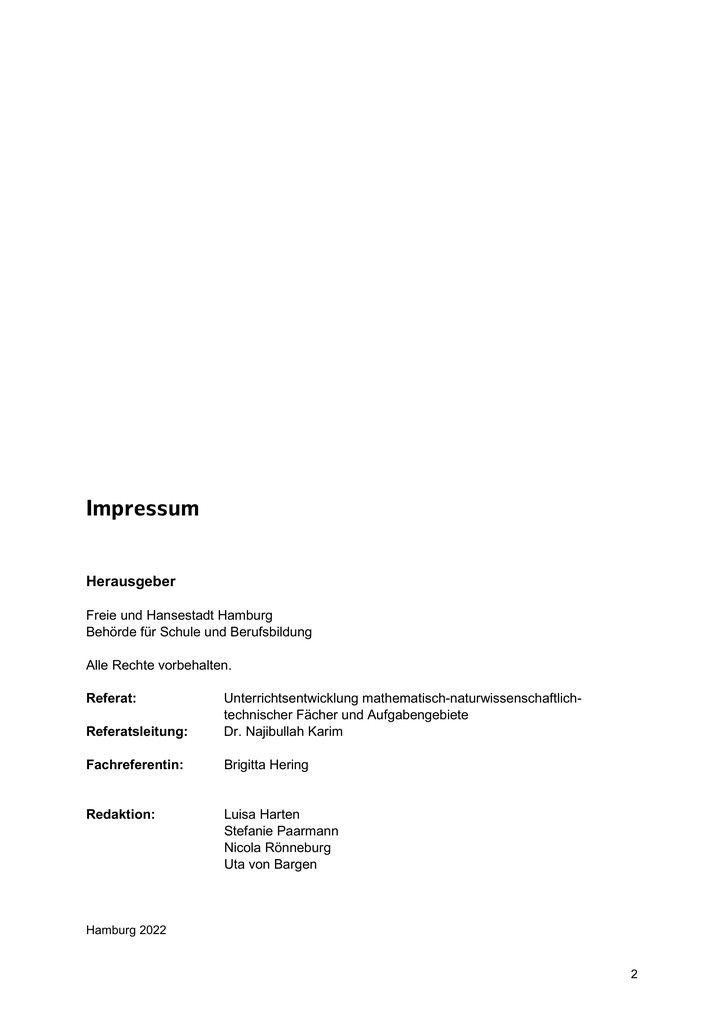 Impressum
Herausgeber
Freie und Hansestadt Hamburg
Behörde für Schule und Berufsbildung
Alle Rechte vorbehalten.
Referat: Unterrichtsentwicklung mathematisch-naturwissenschaftlich-
technischer Fächer und Aufgabengebiete
Referatsleitung: Dr. Najibullah Karim
Fachreferentin: Brigitta Hering
Redaktion: Luisa Harten
Stefanie Paarmann
Nicola Rönneburg
Uta von Bargen
Hamburg 2022
2